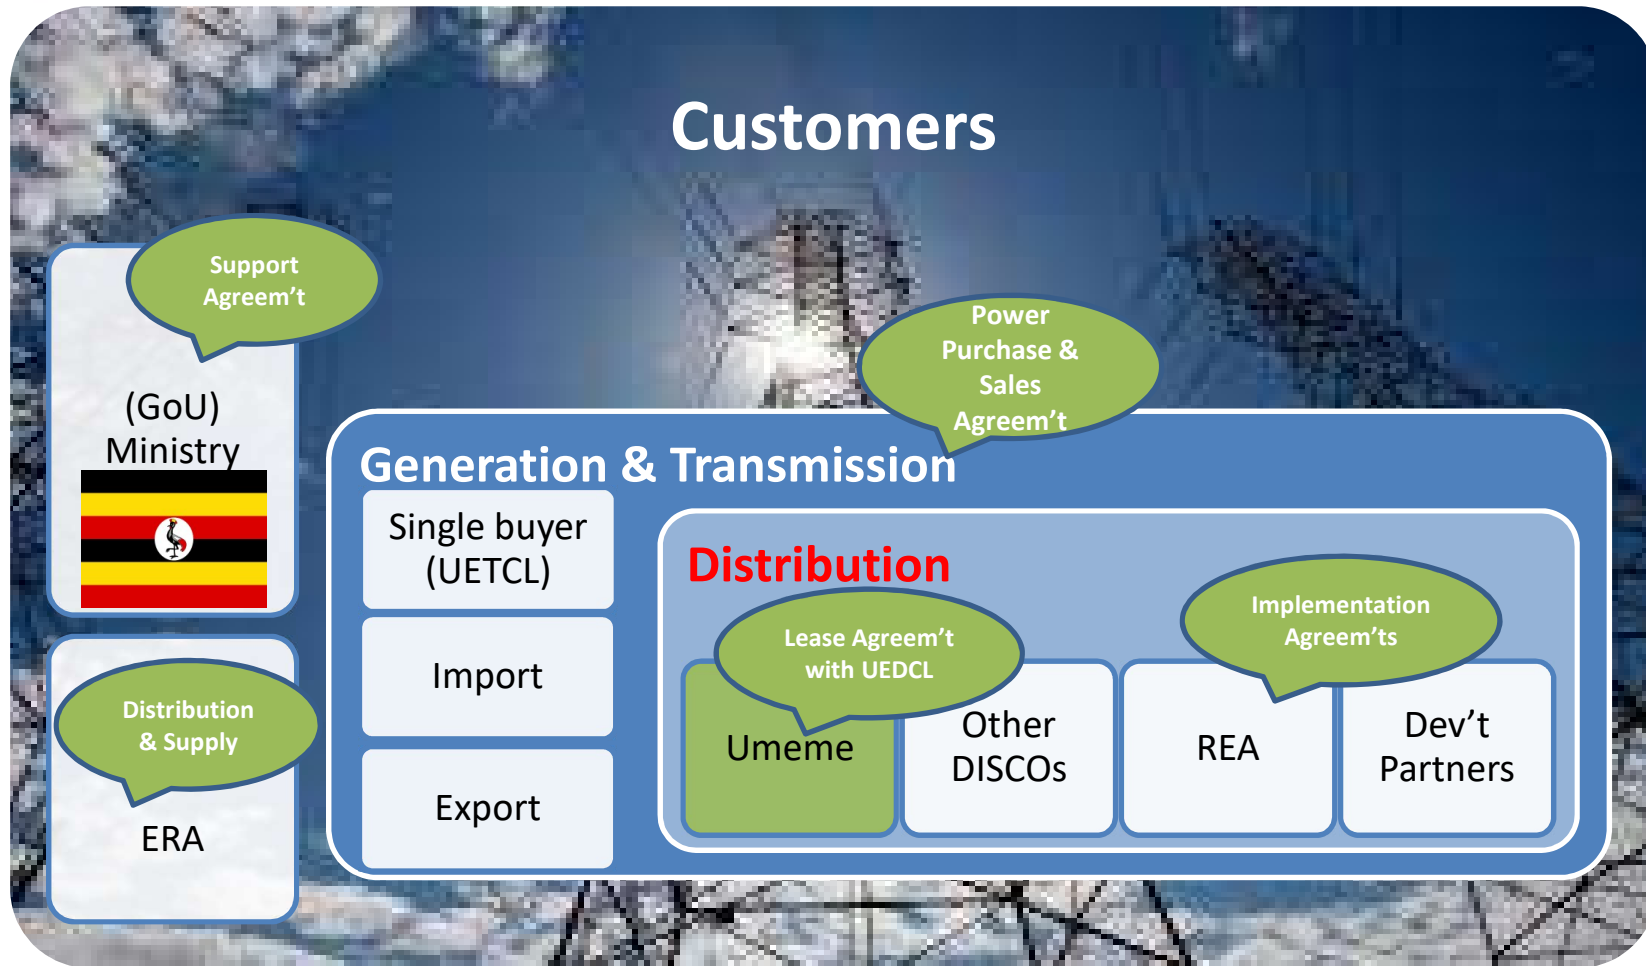 Customers
Support
Agreem’t
(GoU)
Ministry
Power
Purchase &
Sales
Agreem’t
Generation & Transmission
Single buyer
(UETCL)
Import
Export
Distribution
Lease Agreem’t
with UEDCL
Umeme
Other
DISCOs
Implementation
Agreem’ts
REA
Dev’t
Partners
Distribution
& Supply
ERA